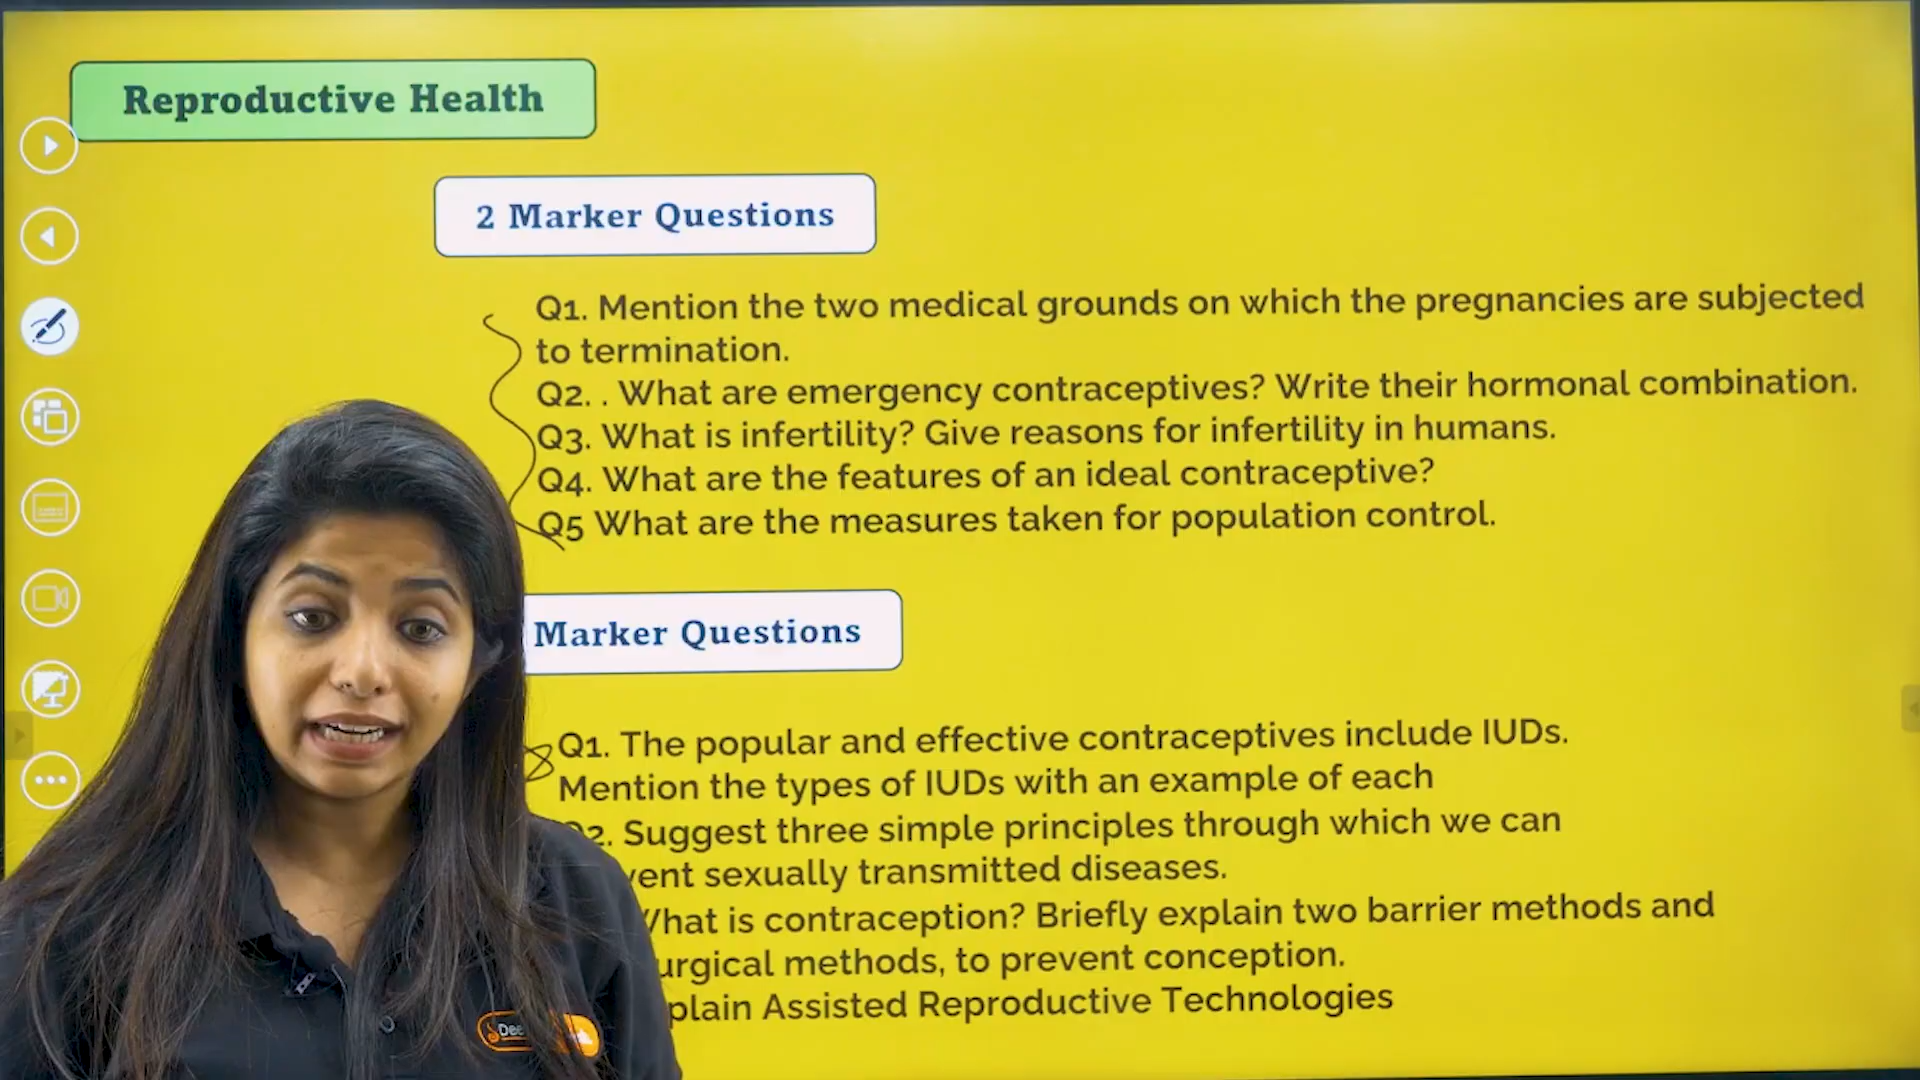 Reproductive Health
2 Marker Questions
Q1. Mention the two medical grounds on which the pregnancies are subjected
to termination.
Q2. . What are emergency contraceptives? Write their hormonal combination.
Q3. What is infertility? Give reasons for infertility in humans.
Q4. What are the features of an ideal contraceptive?
Q5 What are the measures taken for population control.
Marker Questions
Q1. The popular and effective contraceptives include IUDs.
Mention the types of IUDs with an example of each
2. Suggest three simple principles through which we can
sexually transmitted diseases.
is contraception? Briefly explain two barrier methods and
methods, to prevent conception.
Assisted Reproductive Technologies